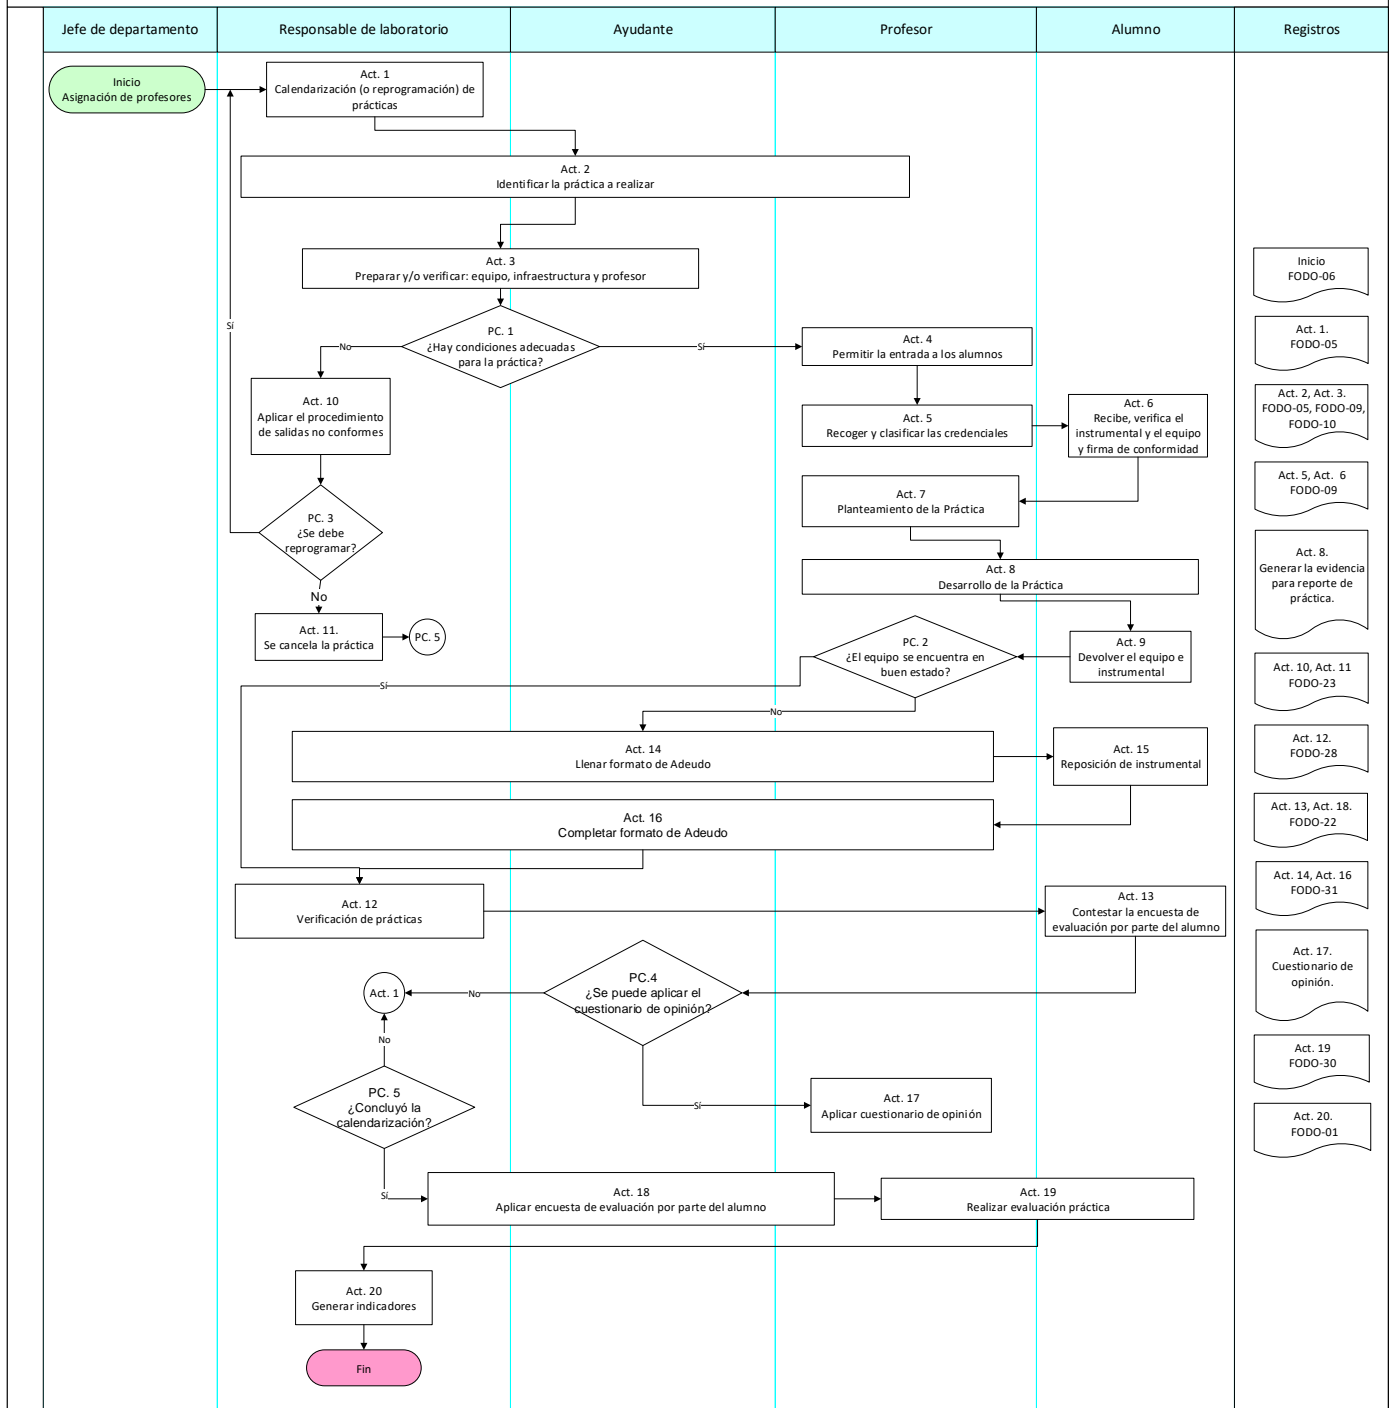 Jefe de departamento
Responsable de laboratorio
Ayudante
Profesor
Alumno
Registros
Inicio
Asignación de profesores
Act. 1
Calendarización (o reprogramación) de
prácticas
Act. 2
Identificar la práctica a realizar
Act. 3
Preparar y/o verificar: equipo, infraestructura y profesor
Inicio
FODO-06
Sí
PC. 1
¿Hay condiciones adecuadas
para la práctica?
No
Sí
Act. 4
Permitir la entrada a los alumnos
Act. 1.
FODO-05
Act. 10
Aplicar el procedimiento
de salidas no conformes
Act. 5
Recoger y clasificar las credenciales
Act. 6
Recibe, verifica el
instrumental y el equipo
y firma de conformidad
Act. 2, Act. 3.
FODO-05, FODO-09,
FODO-10
Act. 7
Planteamiento de la Práctica
Act. 5, Act. 6
FODO-09
PC. 3
¿Se debe
reprogramar?
Act. 8
Desarrollo de la Práctica
Act. 8.
Generar la evidencia
para reporte de
práctica.
No
Act. 11.
Se cancela la práctica
PC. 5
PC. 2
¿El equipo se encuentra en
buen estado?
Act. 9
Devolver el equipo e
instrumental
Act. 10, Act. 11
FODO-23
Sí
No
Act. 14
Llenar formato de Adeudo
Act. 15
Reposición de instrumental
Act. 12.
FODO-28
Act. 16
Completar formato de Adeudo
Act. 13, Act. 18.
FODO-22
Act. 12
Verificación de prácticas
Act. 13
Contestar la encuesta de
evaluación por parte del alumno
Act. 14, Act. 16
FODO-31
PC.4
¿Se puede aplicar el
cuestionario de opinión?
No
Act. 1
Act. 17.
Cuestionario de
opinión.
No
PC. 5
¿Concluyó la
calendarización?
Sí
Act. 17
Aplicar cuestionario de opinión
Act. 19
FODO-30
Act. 20.
FODO-01
Sí
Act. 18
Aplicar encuesta de evaluación por parte del alumno
Act. 19
Realizar evaluación práctica
Act. 20
Generar indicadores
Fin